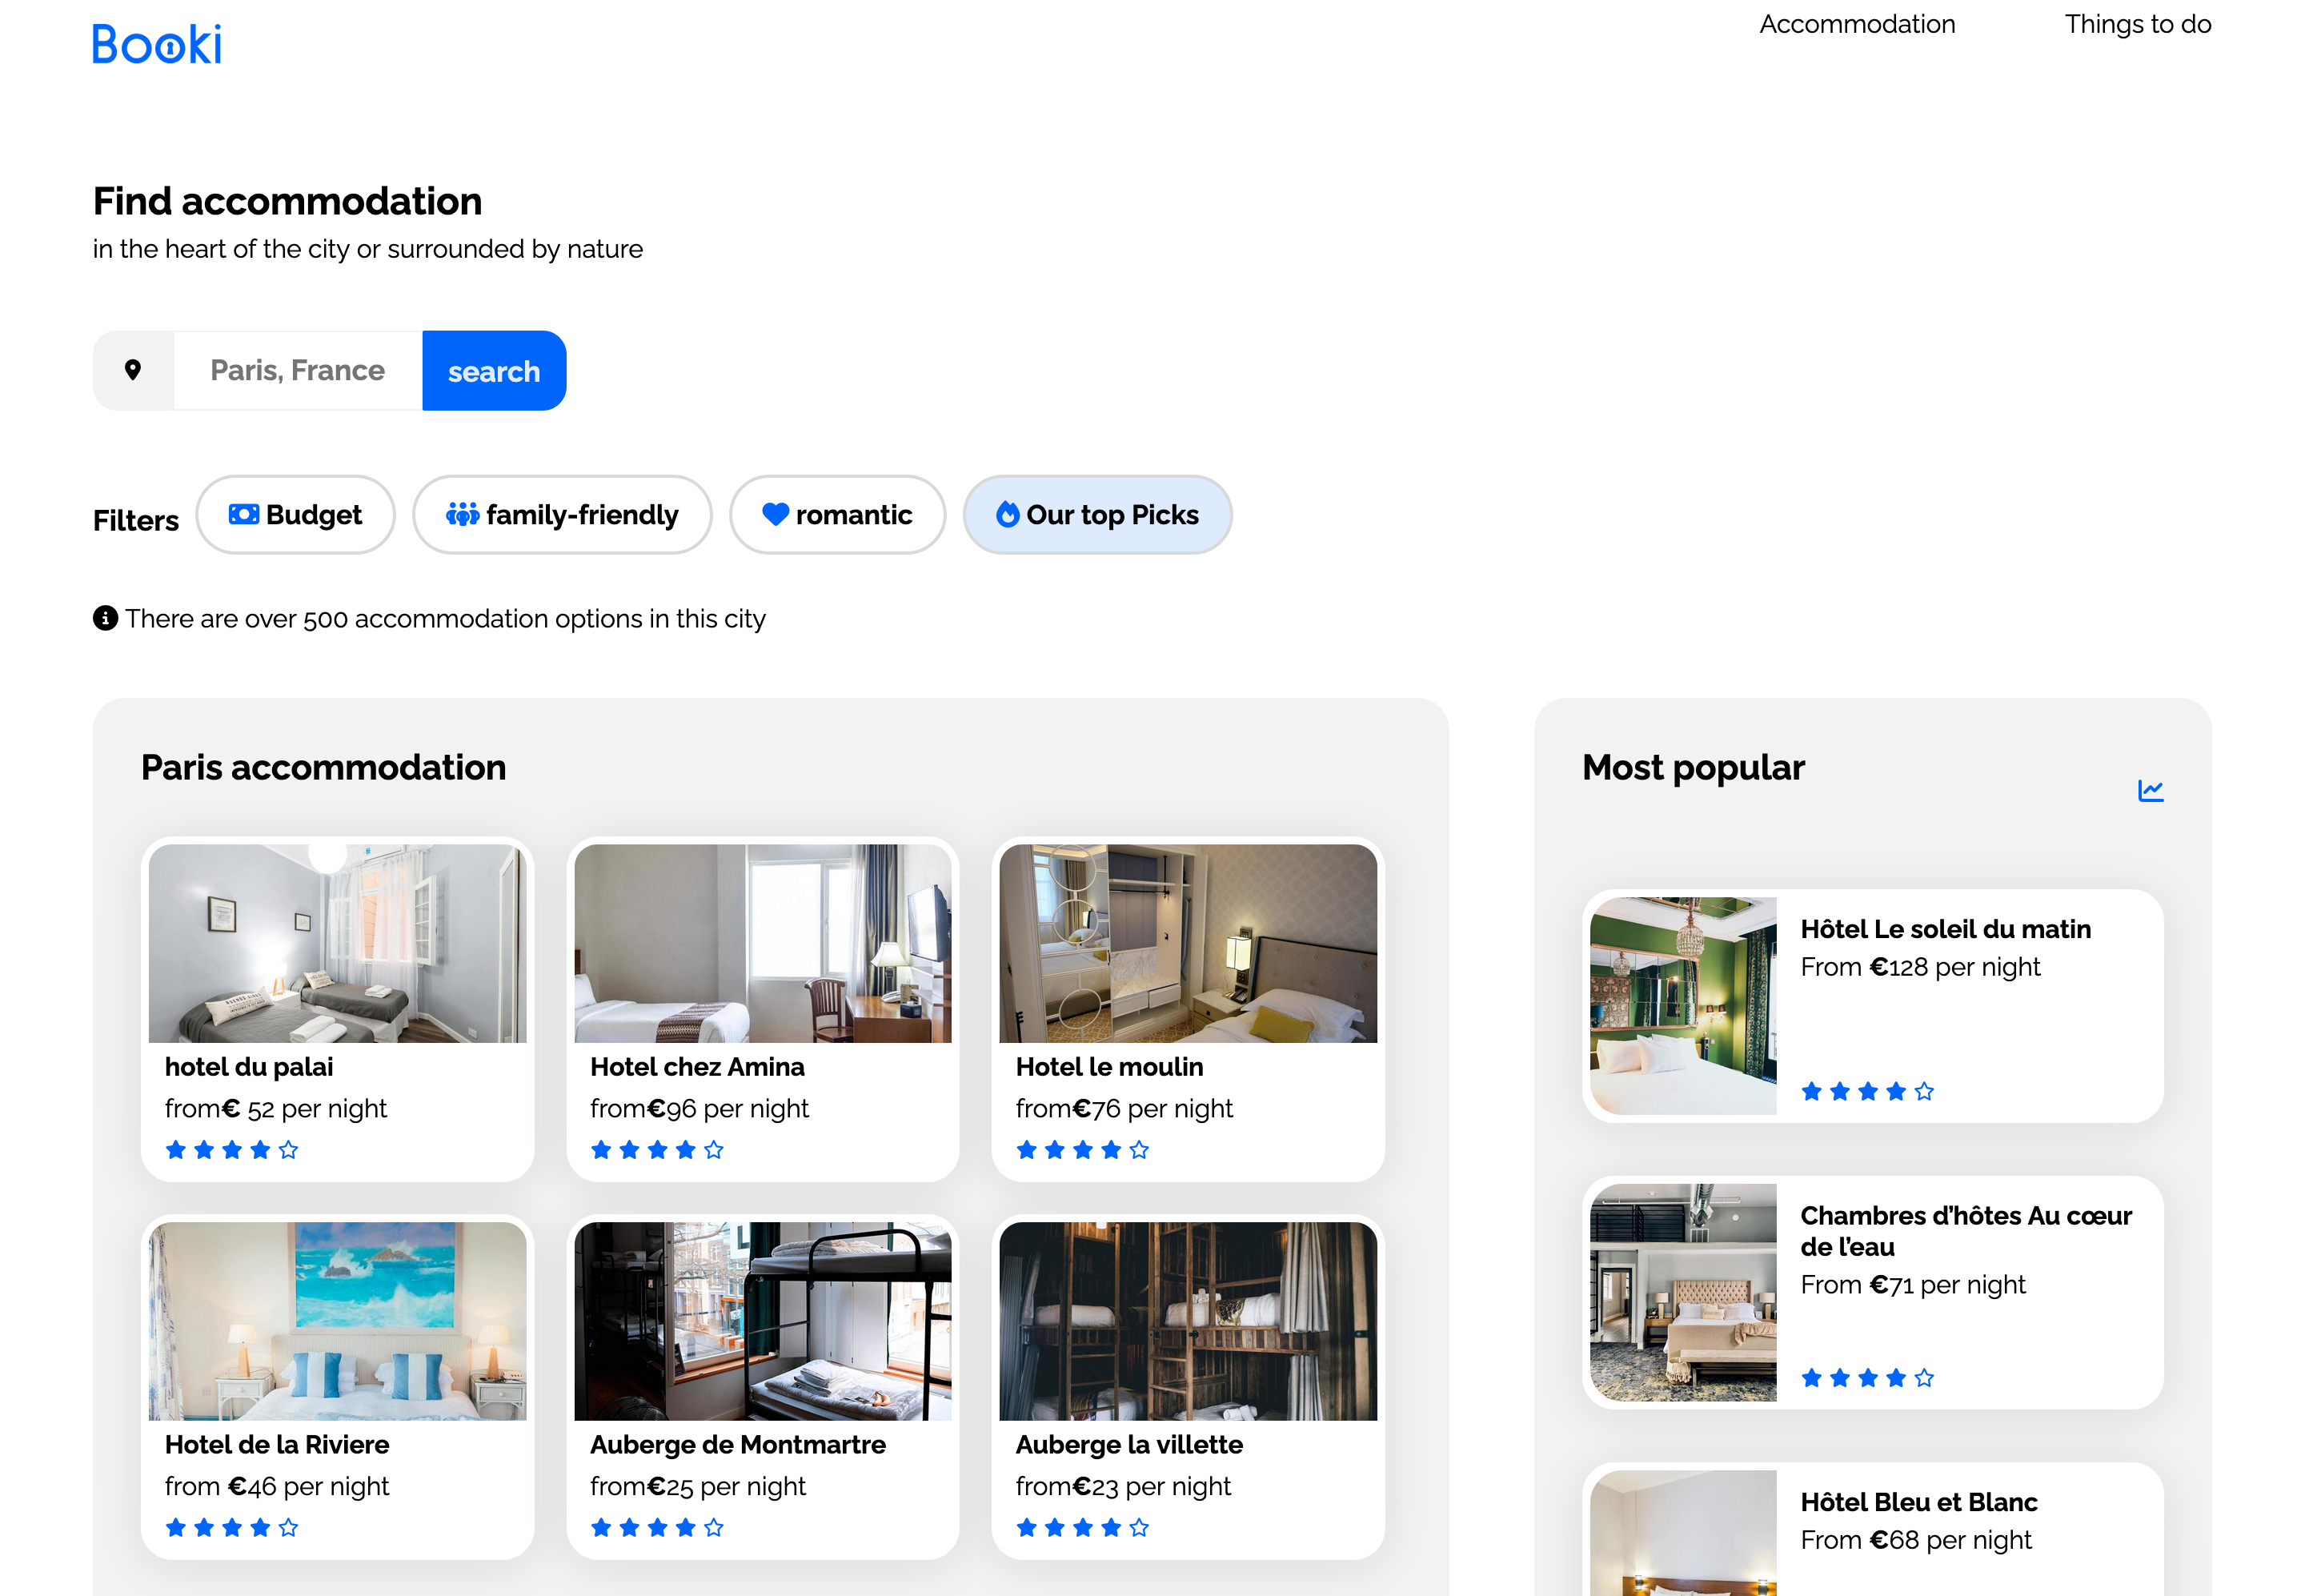 Booki
Accommodation
Things to do
Find accommodation
in the heart of the city or surrounded by nature
Paris, France
search
Filters
Budget
family-friendly
romantic
Our top Picks
There are over 500 accommodation options in this city
Paris accommodation
hotel du palai
from€ 52 per night
Hotel chez Amina
from€96 per night
Hotel le moulin
from€76 per night
Hotel de la Riviere
from €46 per night
Auberge de Montmartre
from€25 per night
Auberge la villette
from€23 per night
Most popular
Hôtel Le soleil du matin
From €128 per night
Chambres d’hôtes Au cœur
de l’eau
From €71 per night
Hôtel Bleu et Blanc
From €68 per night